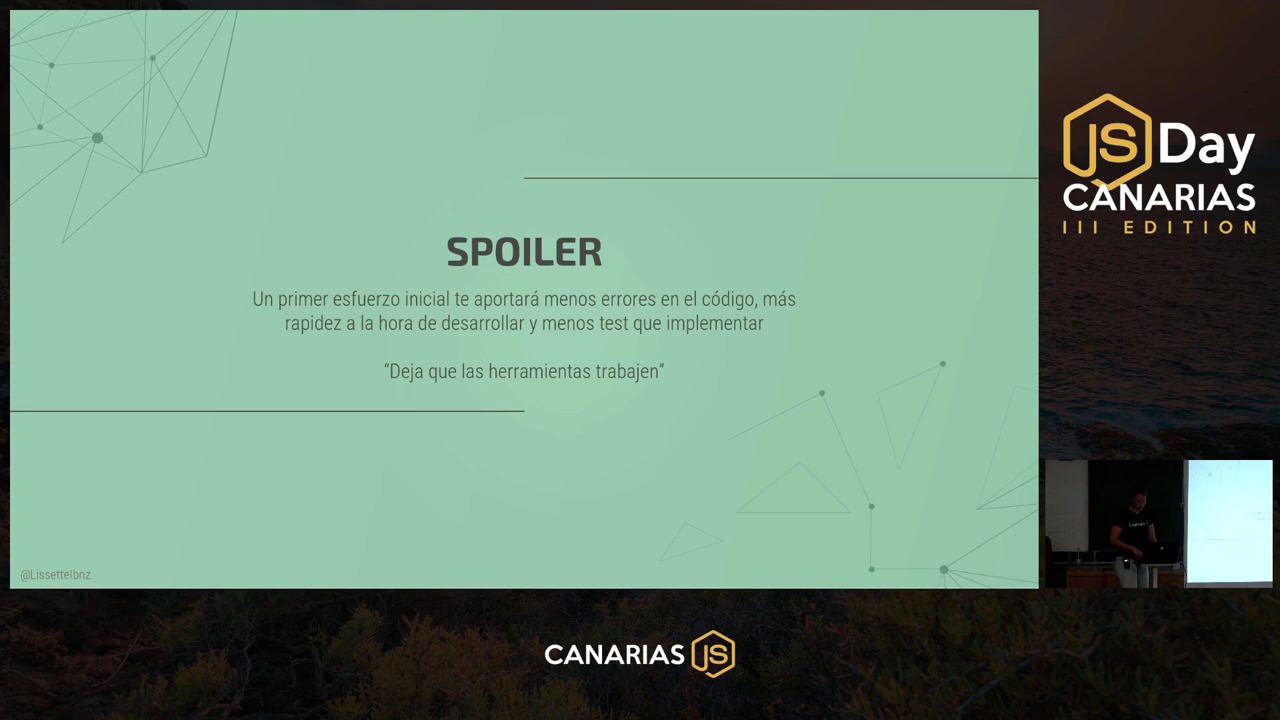 SPOILER
Un primer esfuerzo inicial te aportará menos errores en el código, más
rapidez a la hora de desarrollar y menos test que implementar
“Deja que las herramientas trabajen”
@Lissettelbnz
JS Day
CANARIAS
III EDITION
CANARIAS JS